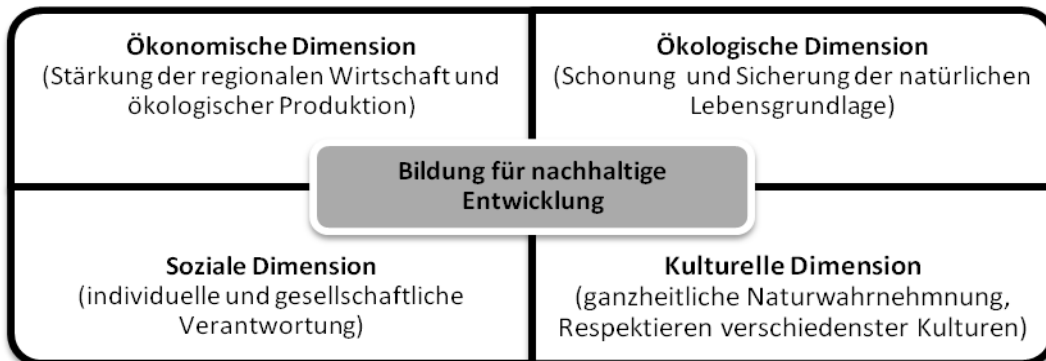 Ökonomische Dimension
(Stärkung der regionalen Wirtschaft und
ökologischer Produktion)
Ökologische Dimension
(Schonung und Sicherung der natürlichen
Lebensgrundlage)
Bildung für nachhaltige
Entwicklung
Soziale Dimension
(individuelle und gesellschaftliche
Verantwortung)
Kulturelle Dimension
(ganzheitliche Naturwahrnehmnung,
Respektieren verschiedenster Kulturen)